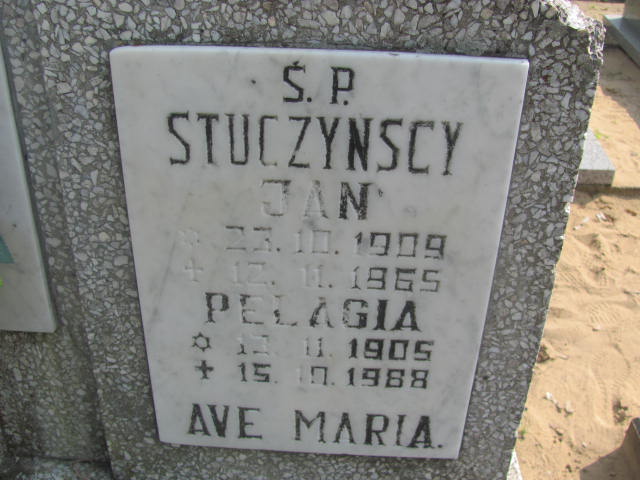 Ś.P.
STUCZYNSCY
JAN
* 23.10.1909
✝ 12.11.1965
PELAGIA
✡ 13.11.1905
✝ 15.10.1988
AVE MARIA.